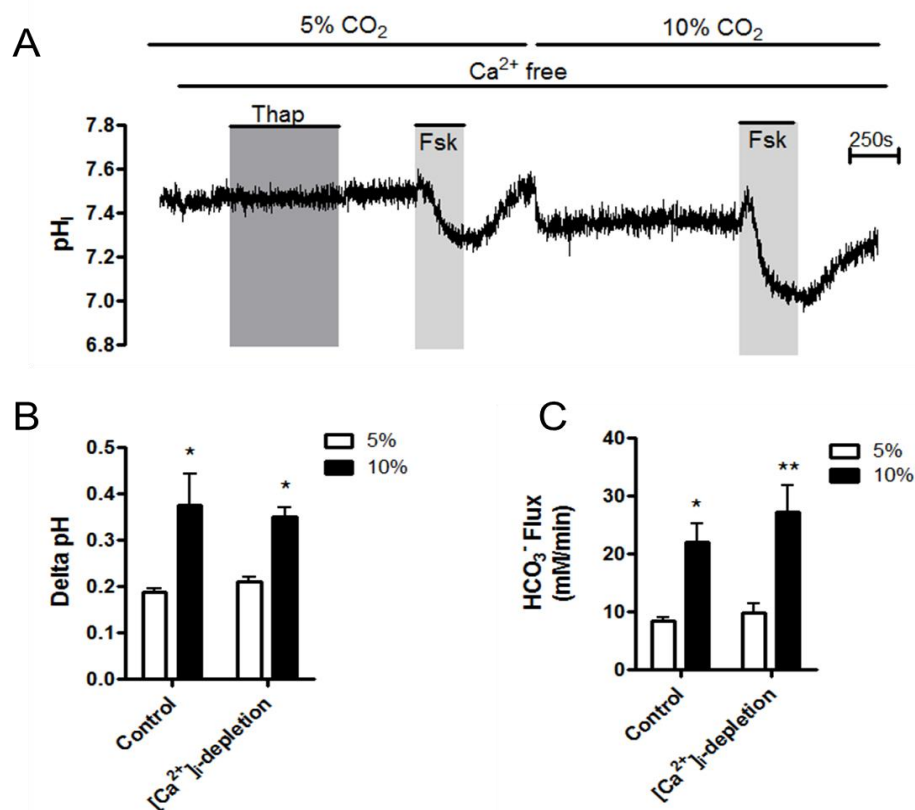 A
5% CO₂ 10% CO₂
Ca²⁺ free
Thap
Fsk
Fsk
250s
7.8
7.6
7.4
7.2
7.0
6.8
pHᵢ
B
5%
10%
0.5
0.4
0.3
0.2
0.1
0.0
Delta pH
*
*
Control
[Ca²⁺]ᵢ-depletion
C
5%
10%
40
30
20
10
0
HCO₃⁻ Flux
(mM/min)
*
**
Control
[Ca²⁺]ᵢ-depletion